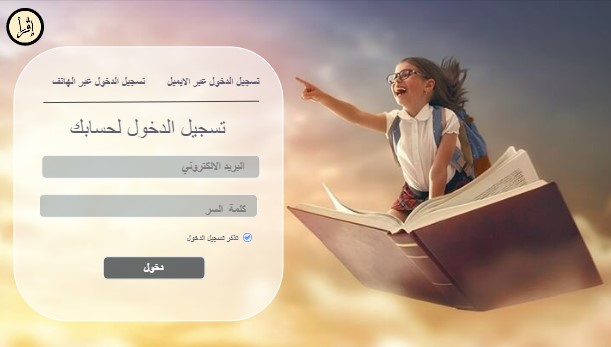 إقرأ
تسجيل الدخول عبر الايميل
تسجيل الدخول عبر الهاتف
تسجيل الدخول لحسابك
البريد الالكتروني
كلمة السر
تذكر تسجيل الدخول
دخول